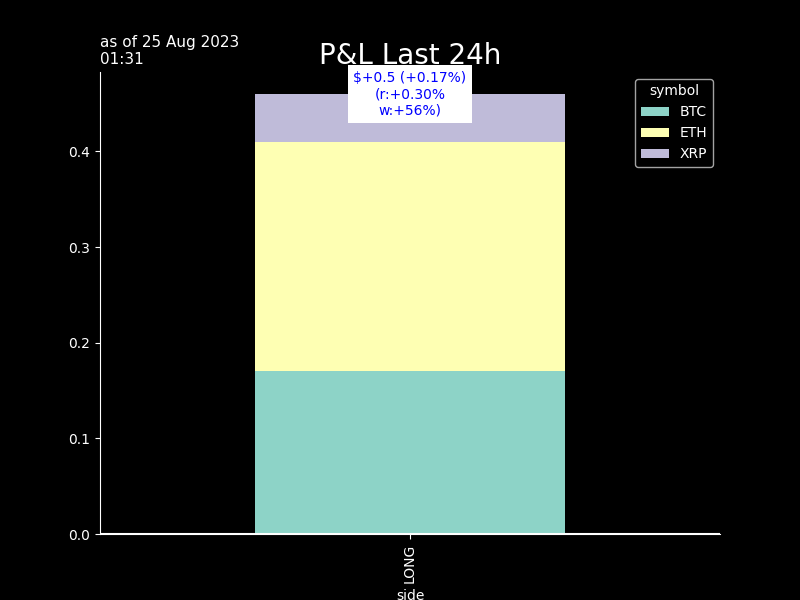 as of 25 Aug 2023
01:31
P&L Last 24h
$+0.5 (+0.17%)
(r:+0.30%
w:+56%)
symbol
BTC
ETH
XRP
0.4
0.3
0.2
0.1
0.0
LONG
side